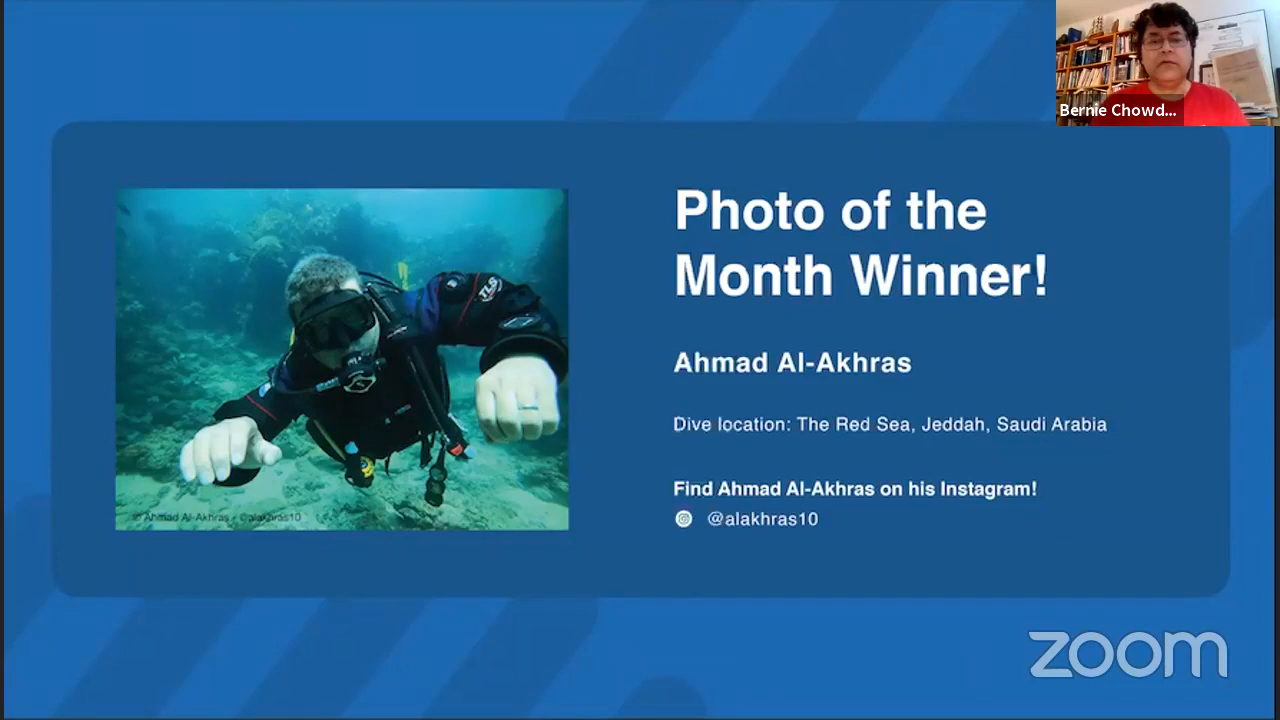 Bernie Chowd...
Photo of the
Month Winner!
Ahmad Al-Akhras
Dive location: The Red Sea, Jeddah, Saudi Arabia
Find Ahmad Al-Akhras on his Instagram!
@alakhras10
TLS
© Ahmad Al-Akhras - @alakhras10
zoom